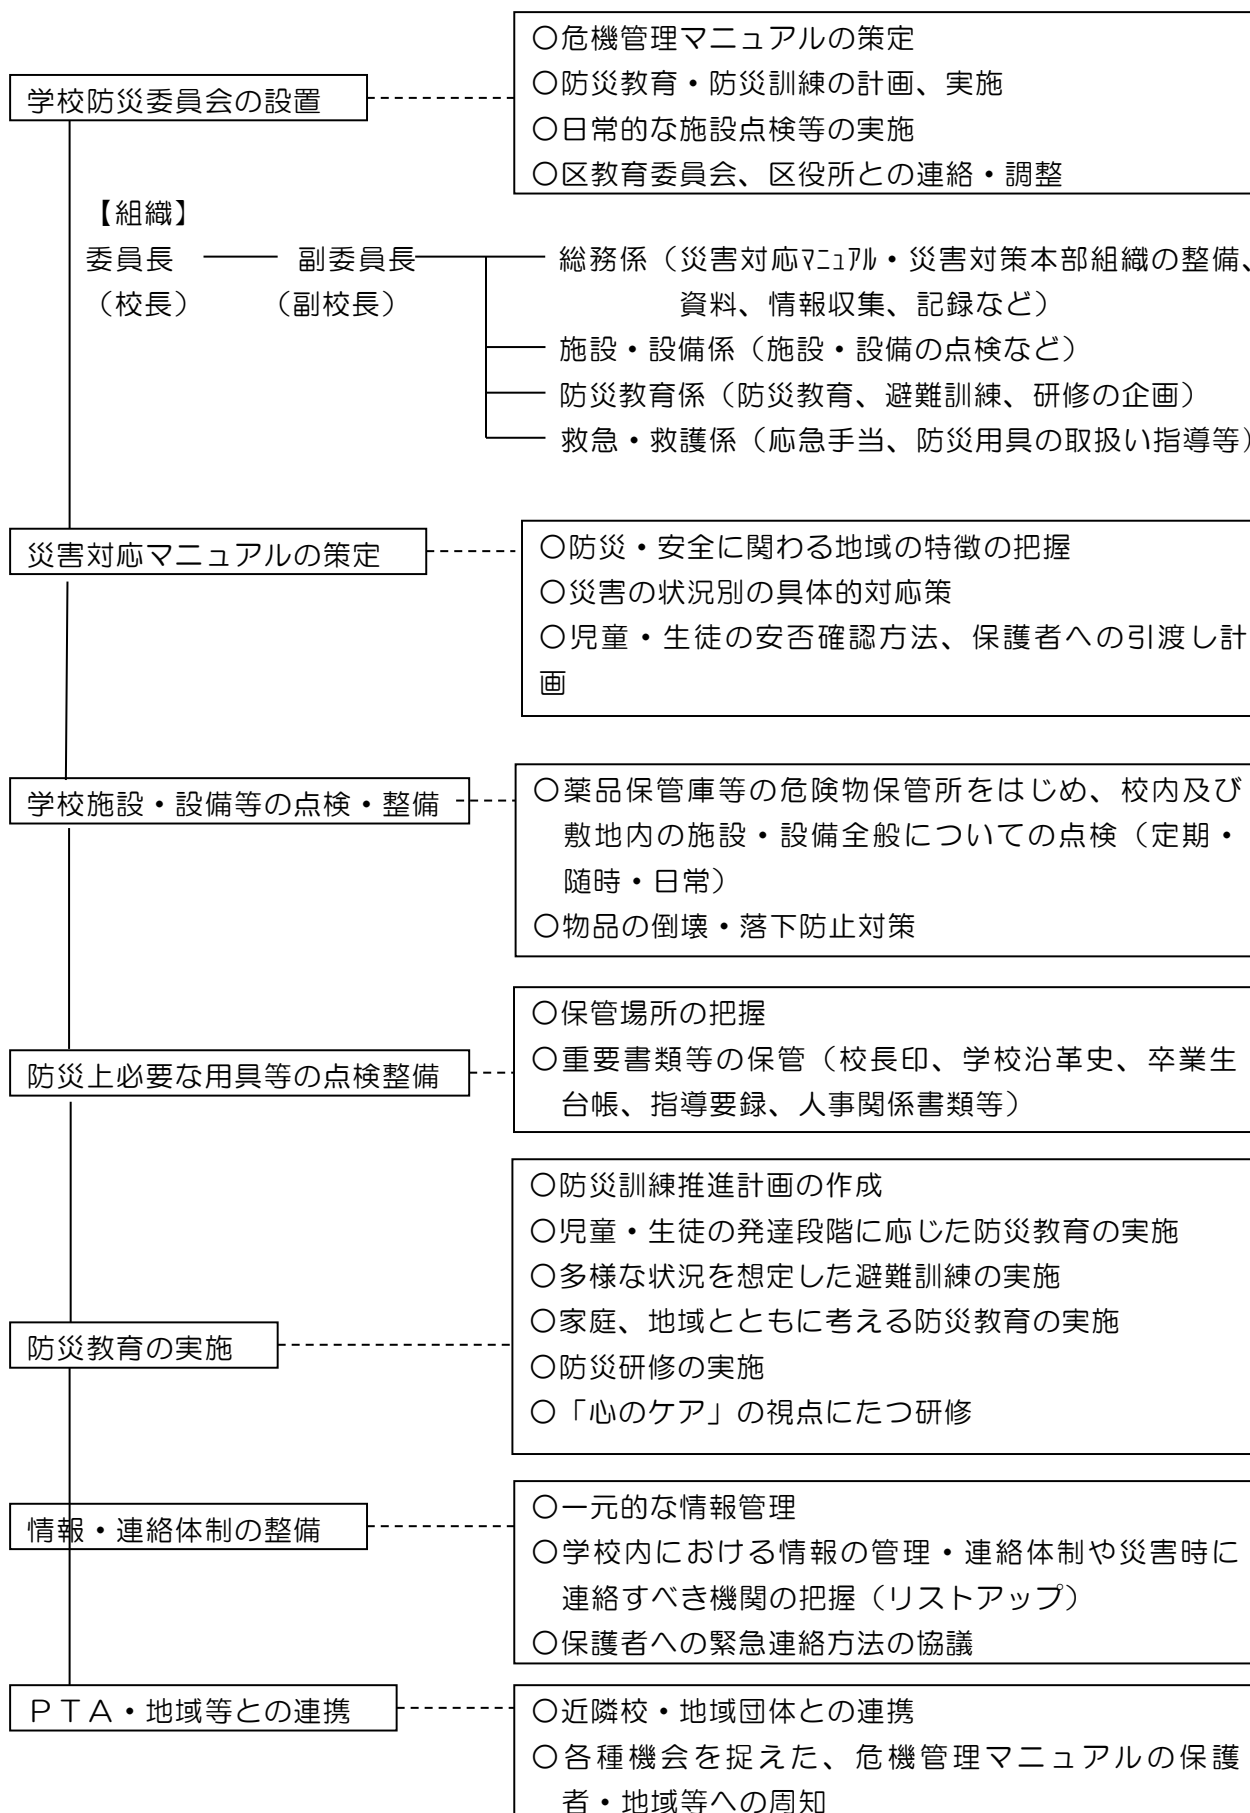 学校防災委員会の設置
○危機管理マニュアルの策定
○防災教育・防災訓練の計画、実施
○日常的な施設点検等の実施
○区教育委員会、区役所との連絡・調整
【組織】
委員長 副委員長 総務係（災害対応ﾏﾆｭｱﾙ・災害対策本部組織の整備、
（校長） （副校長） 資料、情報収集、記録など）
施設・設備係（施設・設備の点検など）
防災教育係（防災教育、避難訓練、研修の企画）
救急・救護係（応急手当、防災用具の取扱い指導等）
災害対応マニュアルの策定
○防災・安全に関わる地域の特徴の把握
○災害の状況別の具体的対応策
○児童・生徒の安否確認方法、保護者への引渡し計
画
学校施設・設備等の点検・整備
○薬品保管庫等の危険物保管所をはじめ、校内及び
敷地内の施設・設備全般についての点検（定期・
随時・日常）
○物品の倒壊・落下防止対策
防災上必要な用具等の点検整備
○保管場所の把握
○重要書類等の保管（校長印、学校沿革史、卒業生
台帳、指導要録、人事関係書類等）
防災教育の実施
○防災訓練推進計画の作成
○児童・生徒の発達段階に応じた防災教育の実施
○多様な状況を想定した避難訓練の実施
○家庭、地域とともに考える防災教育の実施
○防災研修の実施
○「心のケア」の視点にたつ研修
情報・連絡体制の整備
○一元的な情報管理
○学校内における情報の管理・連絡体制や災害時に
連絡すべき機関の把握（リストアップ）
○保護者への緊急連絡方法の協議
ＰＴＡ・地域等との連携
○近隣校・地域団体との連携
○各種機会を捉えた、危機管理マニュアルの保護
者・地域等への周知